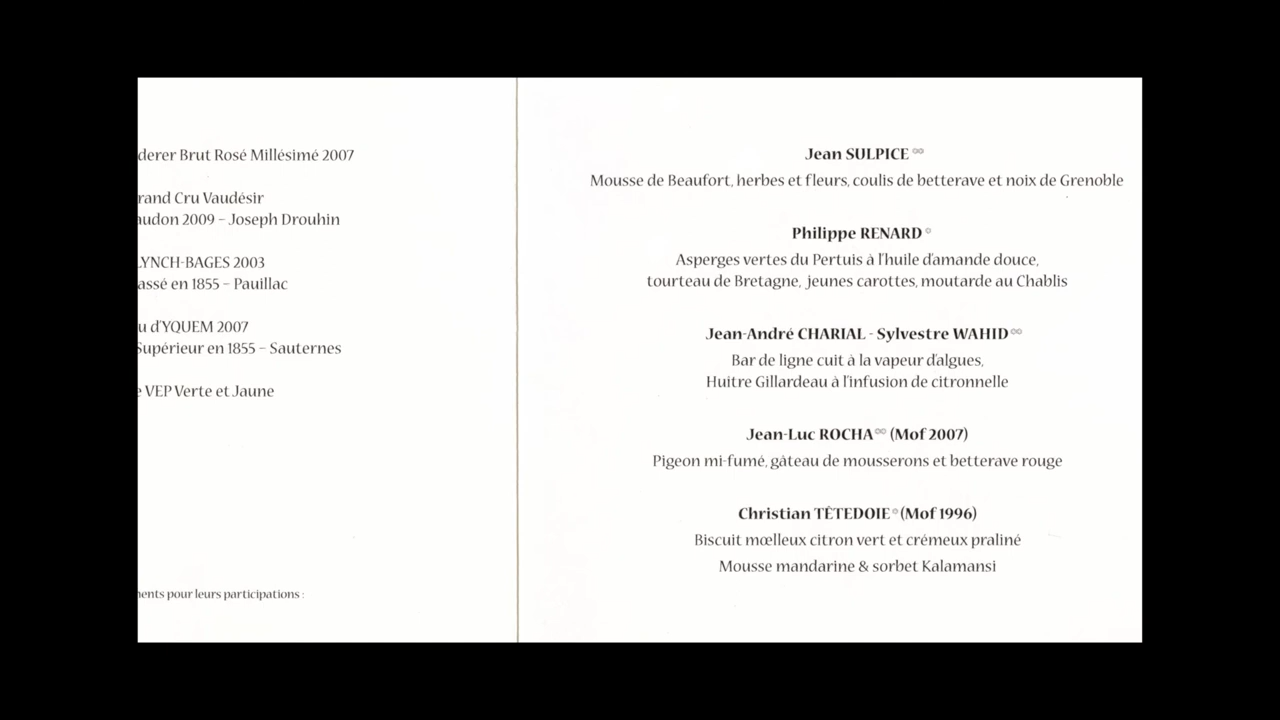 derer Brut Rosé Millésimé 2007
rand Cru Vaudésir
audon 2009 – Joseph Drouhin
LYNCH-BAGES 2003
assé en 1855 – Pauillac
u d'YQUEM 2007
Supérieur en 1855 – Sauternes
e VEP Verte et Jaune
ents pour leurs participations :
Jean SULPICE
Mousse de Beaufort, herbes et fleurs, coulis de betterave et noix de Grenoble
Philippe RENARD
Asperges vertes du Pertuis à l'huile d'amande douce,
tourteau de Bretagne, jeunes carottes, moutarde au Chablis
Jean-André CHARIAL - Sylvestre WAHID
Bar de ligne cuit à la vapeur d'algues,
Huitre Gillardeau à l'infusion de citronnelle
Jean-Luc ROCHA (Mof 2007)
Pigeon mi-fumé, gâteau de mousserons et betterave rouge
Christian TÊTEDOIE (Mof 1996)
Biscuit mœlleux citron vert et crémeux praliné
Mousse mandarine & sorbet Kalamansi